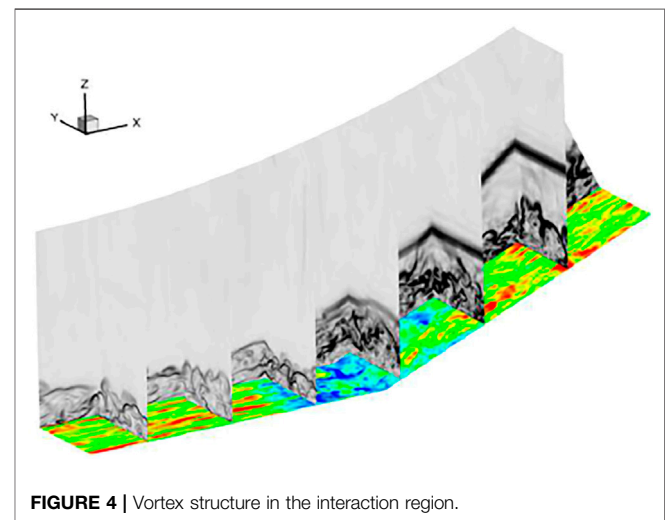 Z
Y
X
FIGURE 4 | Vortex structure in the interaction region.